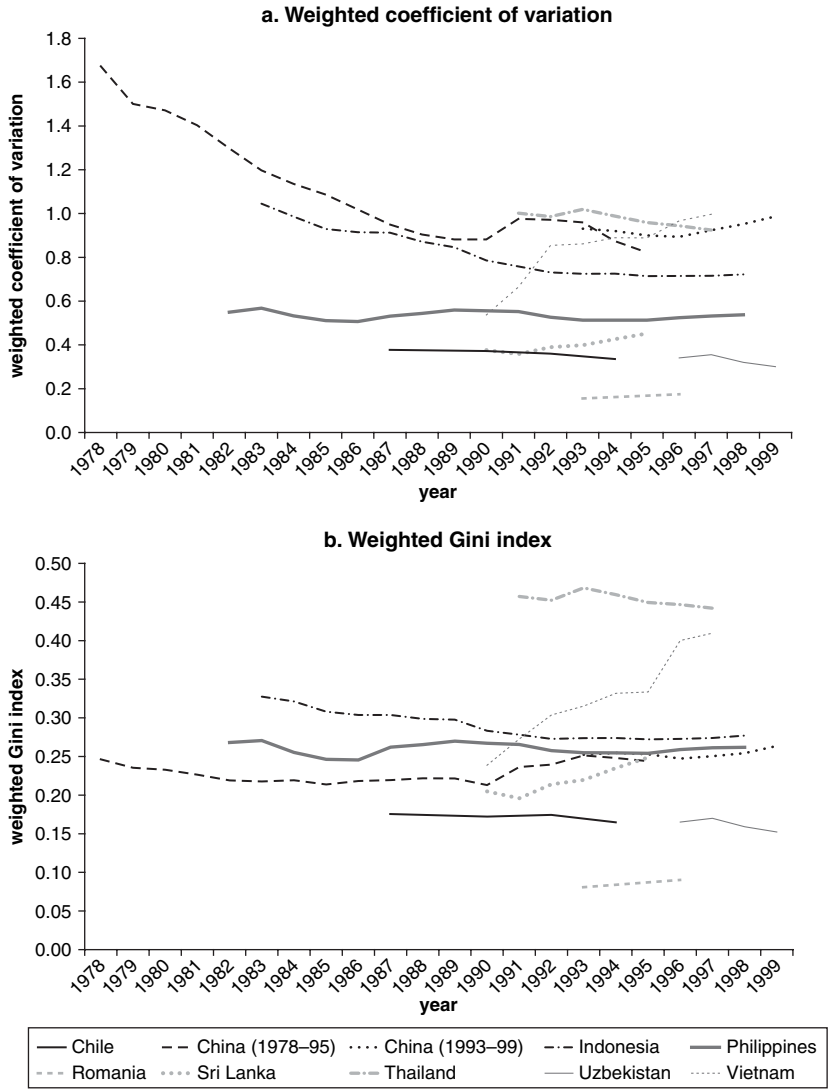 a. Weighted coefficient of variation
1.8
1.6
1.4
1.2
1.0
0.8
0.6
0.4
0.2
0.0
weighted coefficient of variation
1978 1979 1980 1981 1982 1983 1984 1985 1986 1987 1988 1989 1990 1991 1992 1993 1994 1995 1996 1997 1998 1999
year
b. Weighted Gini index
0.50
0.45
0.40
0.35
0.30
0.25
0.20
0.15
0.10
0.05
0.00
weighted Gini index
1978 1979 1980 1981 1982 1983 1984 1985 1986 1987 1988 1989 1990 1991 1992 1993 1994 1995 1996 1997 1998 1999
year
Chile China (1978–95) China (1993–99) Indonesia Philippines
Romania Sri Lanka Thailand Uzbekistan Vietnam